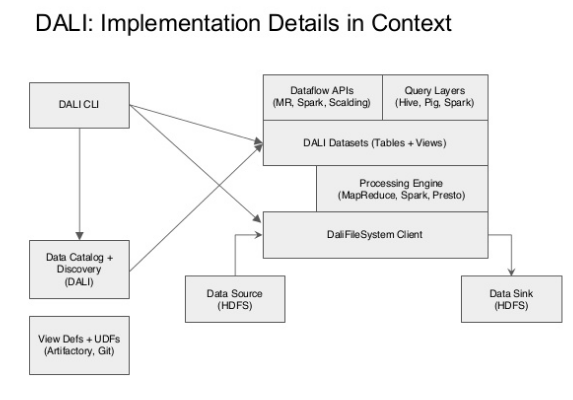 DALI: Implementation Details in Context
DALI CLI
Dataflow APIs
(MR, Spark, Scalding)
Query Layers
(Hive, Pig, Spark)
DALI Datasets (Tables + Views)
Processing Engine
(MapReduce, Spark, Presto)
DaliFileSystem Client
Data Catalog +
Discovery
(DALI)
Data Source
(HDFS)
Data Sink
(HDFS)
View Defs + UDFs
(Artifactory, Git)